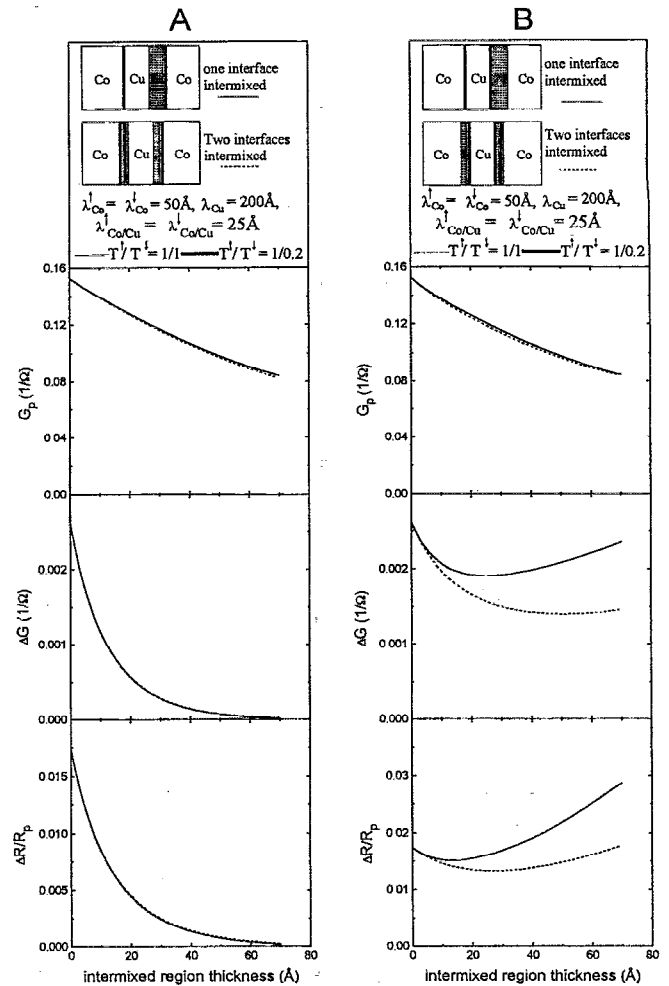 A
Co
Cu
Co
one interface
intermixed
Co
Cu
Co
Two interfaces
intermixed
λ↑Co = λ↓Co = 50Å, λCu = 200Å,
λ↑Co/Cu = λ↓Co/Cu = 25Å
T↑/T↓ = 1/1 T↑/T↓ = 1/0.2
0.16
0.12
0.08
0.04
0.00
Gp (1/Ω)
0.002
0.001
0.000
ΔG (1/Ω)
0.015
0.010
0.005
0.000
ΔR/Rp
0 20 40 60 80
intermixed region thickness (Å)
B
Co
Cu
Co
one interface
intermixed
Co
Cu
Co
Two interfaces
intermixed
λ↑Co = λ↓Co = 50Å, λCu = 200Å,
λ↑Co/Cu = λ↓Co/Cu = 25Å
T↑/T↓ = 1/1 T↑/T↓ = 1/0.2
0.16
0.12
0.08
0.04
0.00
Gp (1/Ω)
0.002
0.001
0.000
ΔG (1/Ω)
0.03
0.02
0.01
0.00
ΔR/Rp
0 20 40 60 80
intermixed region thickness (Å)